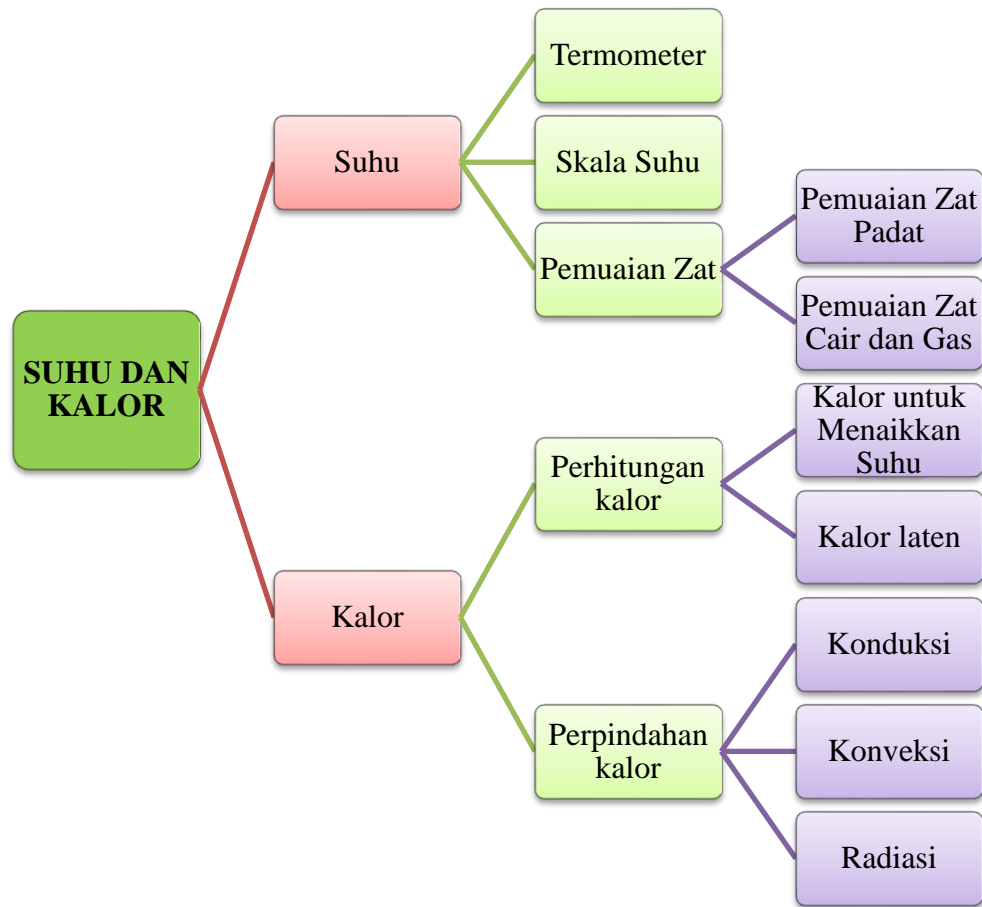 SUHU DAN
KALOR
Suhu
Termometer
Skala Suhu
Pemuaian Zat
Pemuaian Zat
Padat
Pemuaian Zat
Cair dan Gas
Kalor
Perhitungan
kalor
Kalor untuk
Menaikkan
Suhu
Kalor laten
Perpindahan
kalor
Konduksi
Konveksi
Radiasi